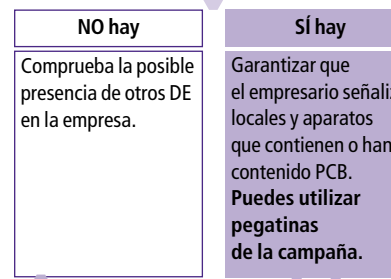 NO hay
Comprueba la posible
presencia de otros DE
en la empresa.
SÍ hay
Garantizar que
el empresario
locales y aparatos
que contienen o han
contenido PCB.
Puedes utilizar
pegatinas
de la campaña.